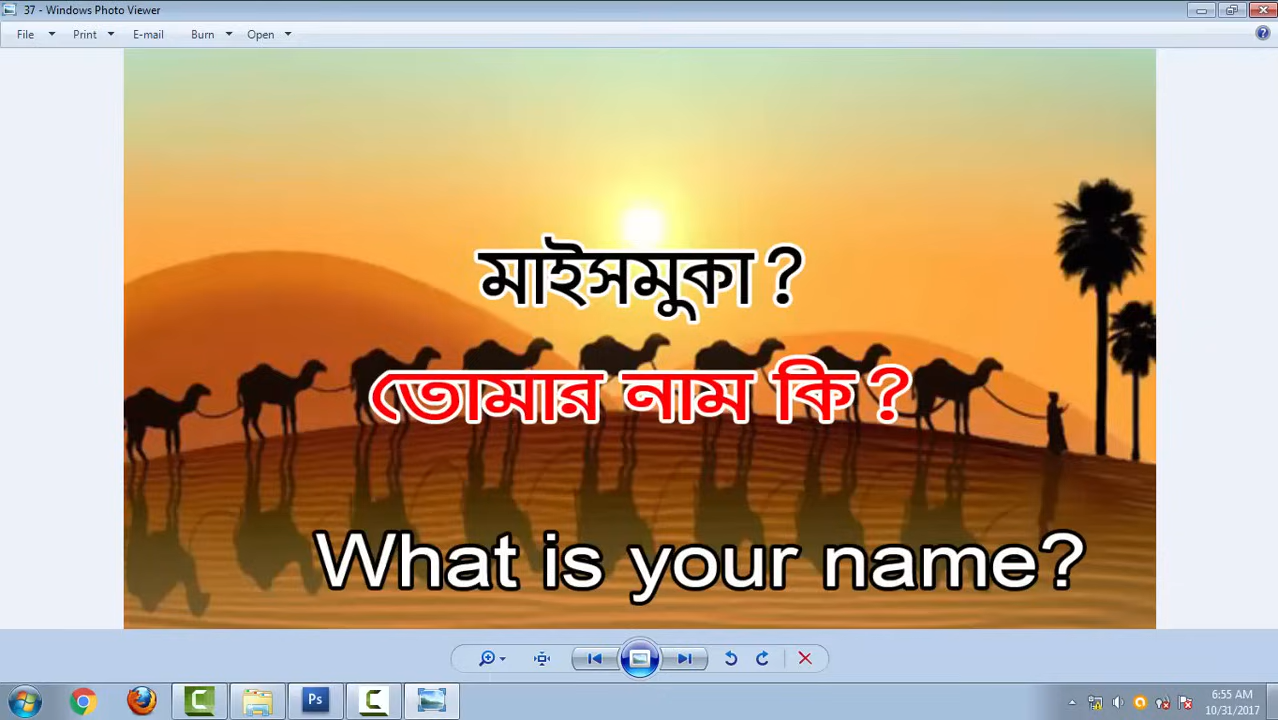 37 - Windows Photo Viewer
File Print E-mail Burn Open
মাইসমুকা ?
তোমার নাম কি ?
What is your name?
Ps
6:55 AM
10/31/2017